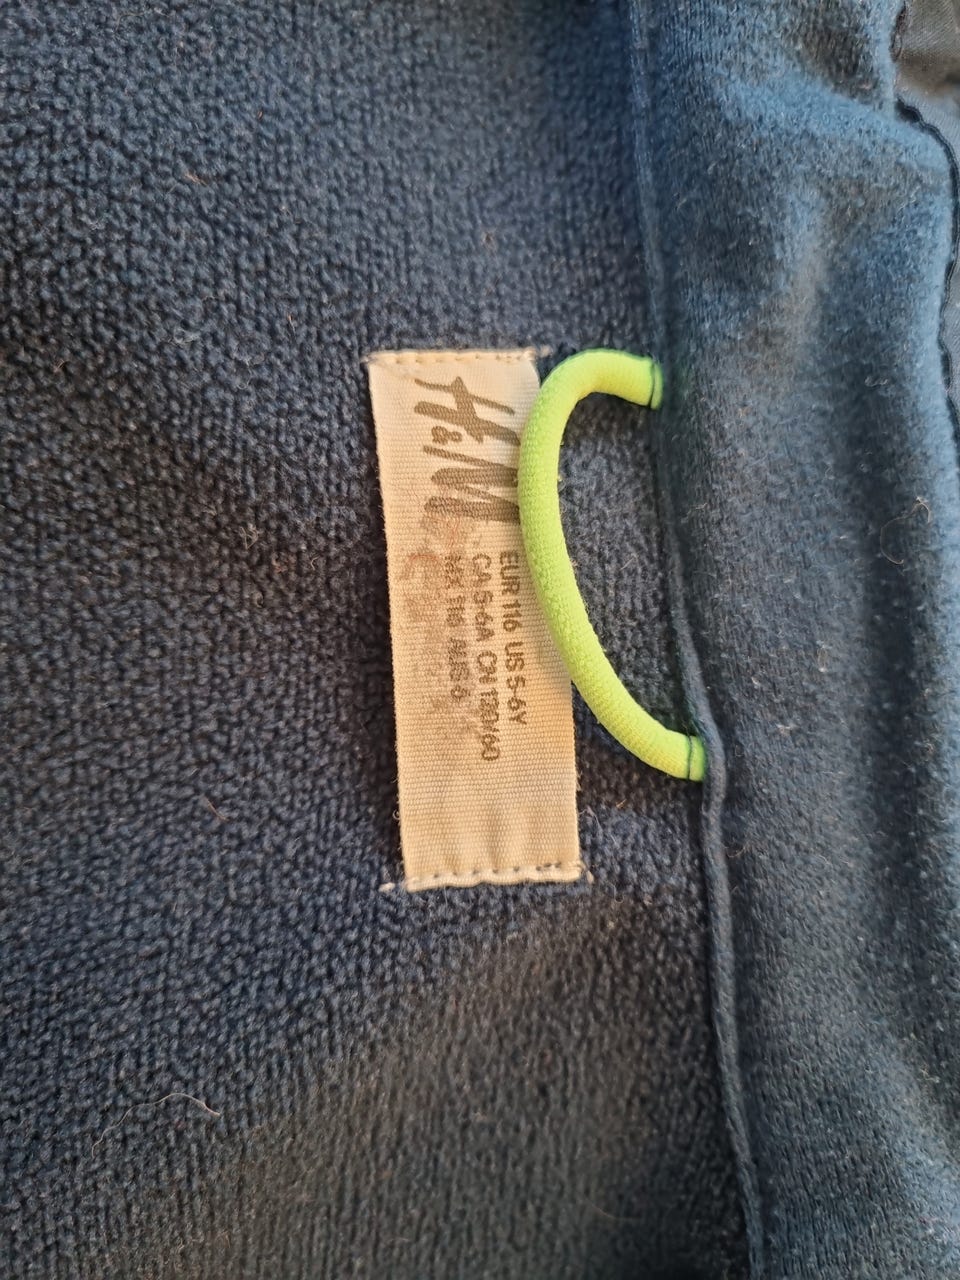 H&M
EUR 116 US 5-6Y
CA 5-6A CN 120/60
MX 116 AUS 6